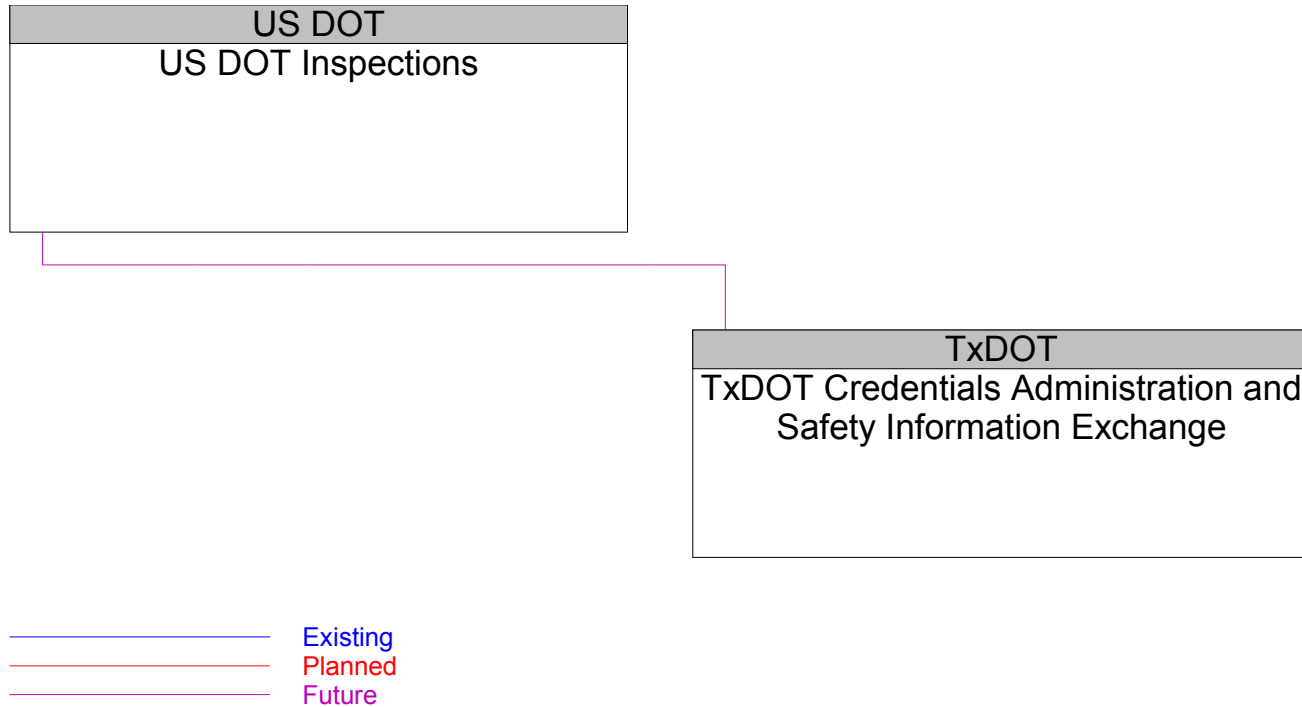 US DOT
US DOT Inspections
TxDOT
TxDOT Credentials Administration and
Safety Information Exchange
Existing
Planned
Future